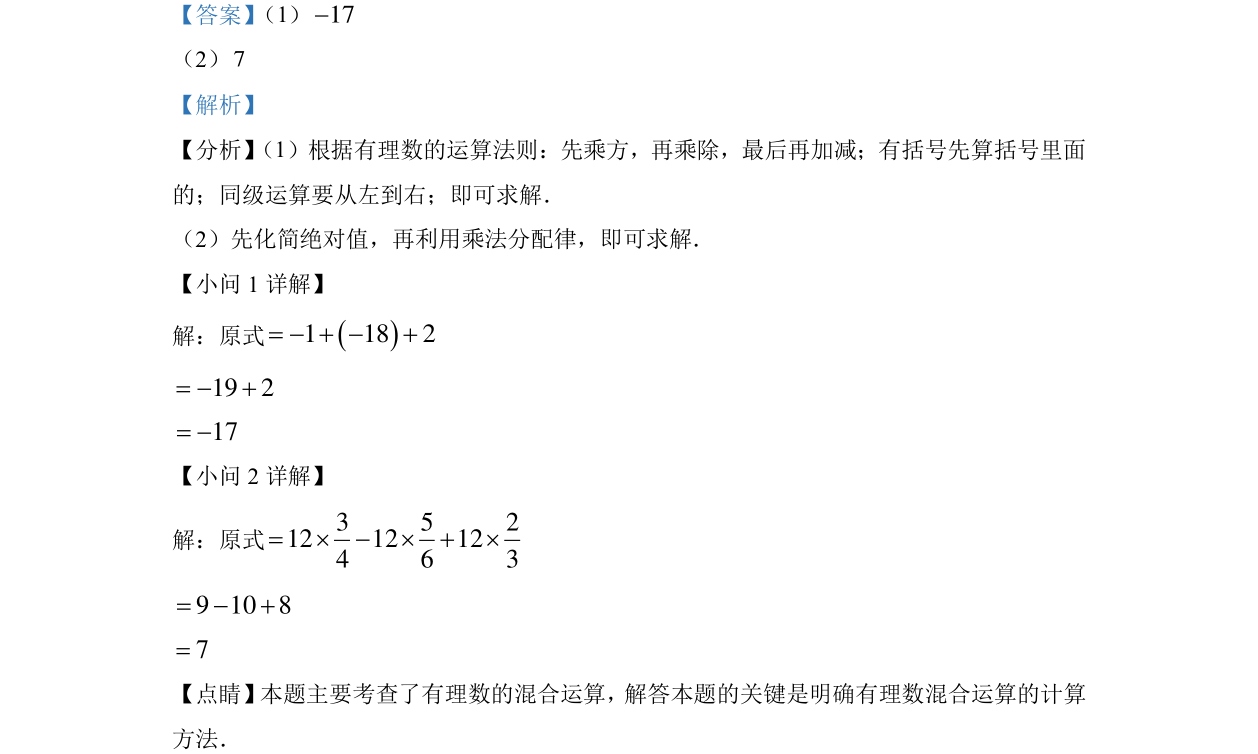 【答案】（1）−17
（2）7
【解析】
【分析】（1）根据有理数的运算法则：先乘方，再乘除，最后再加减；有括号先算括号里面
的；同级运算要从左到右；即可求解．
（2）先化简绝对值，再利用乘法分配律，即可求解．
【小问 1 详解】
解：原式=−1+(−18)+2
=−19+2
=−17
【小问 2 详解】
解：原式=12×3/4−12×5/6+12×2/3
=9−10+8
=7
【点睛】本题主要考查了有理数的混合运算，解答本题的关键是明确有理数混合运算的计算
方法．